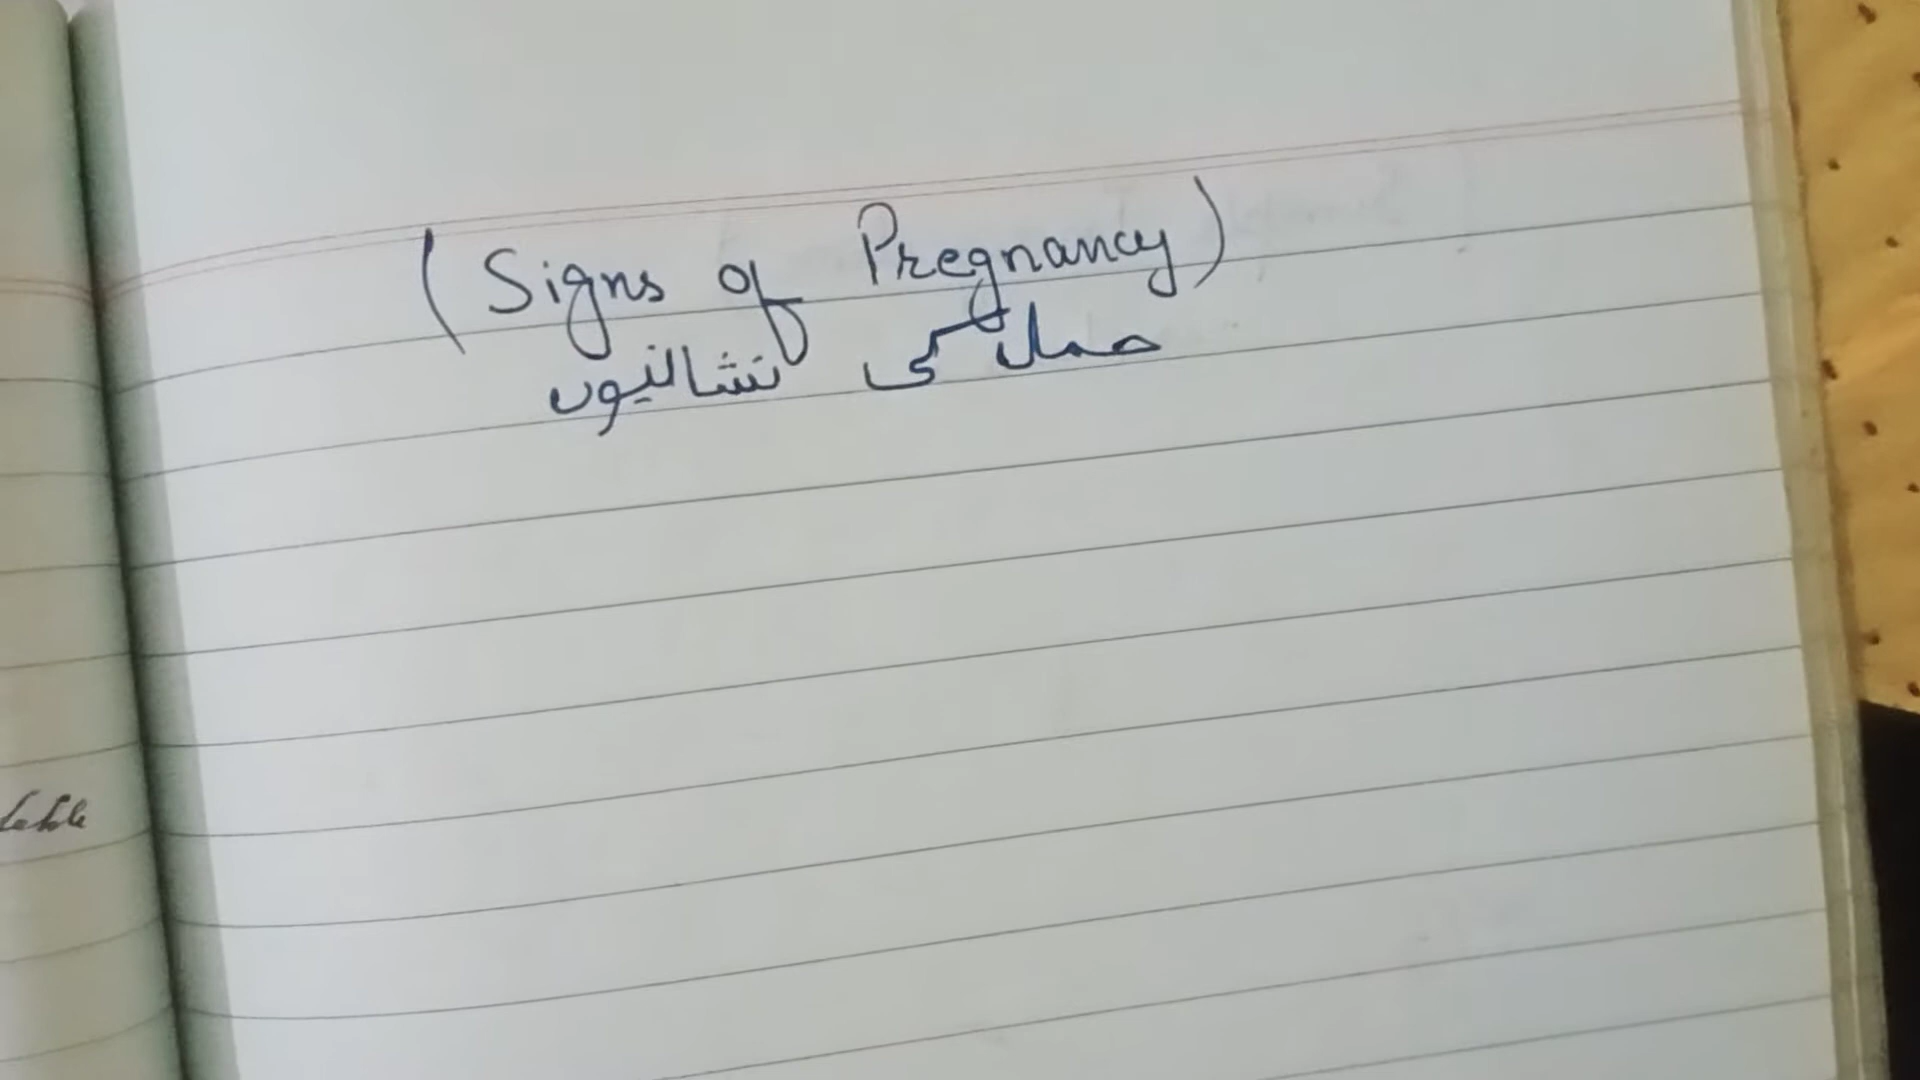 (Signs of Pregnancy)
حمل کی نشانیوں